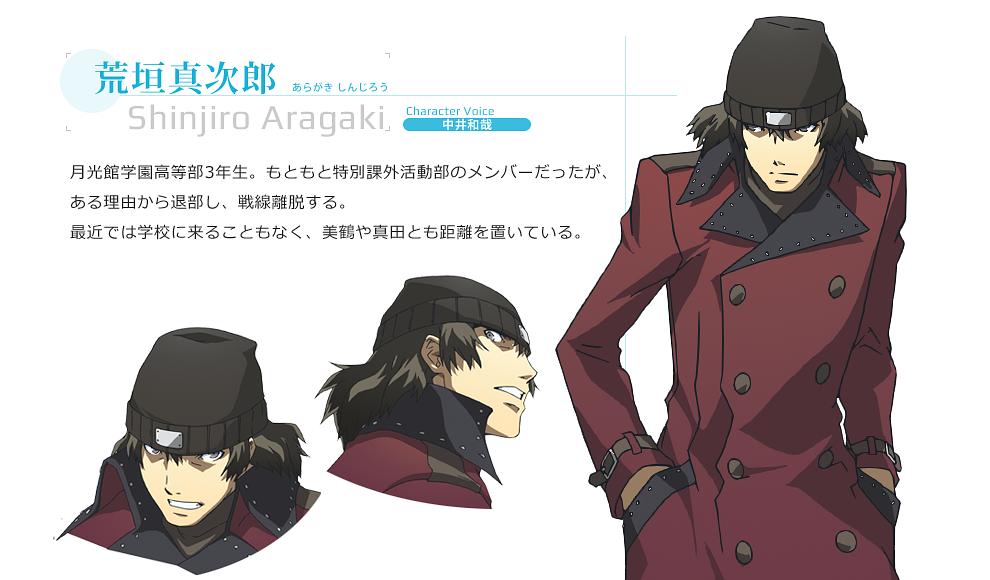 荒垣真次郎 あらがき しんじろう
Shinjiro Aragaki
Character Voice
中井和哉
月光館学園高等部3年生。もともと特別課外活動部のメンバーだったが、
ある理由から退部し、戦線離脱する。
最近では学校に来ることもなく、美鶴や真田とも距離を置いている。